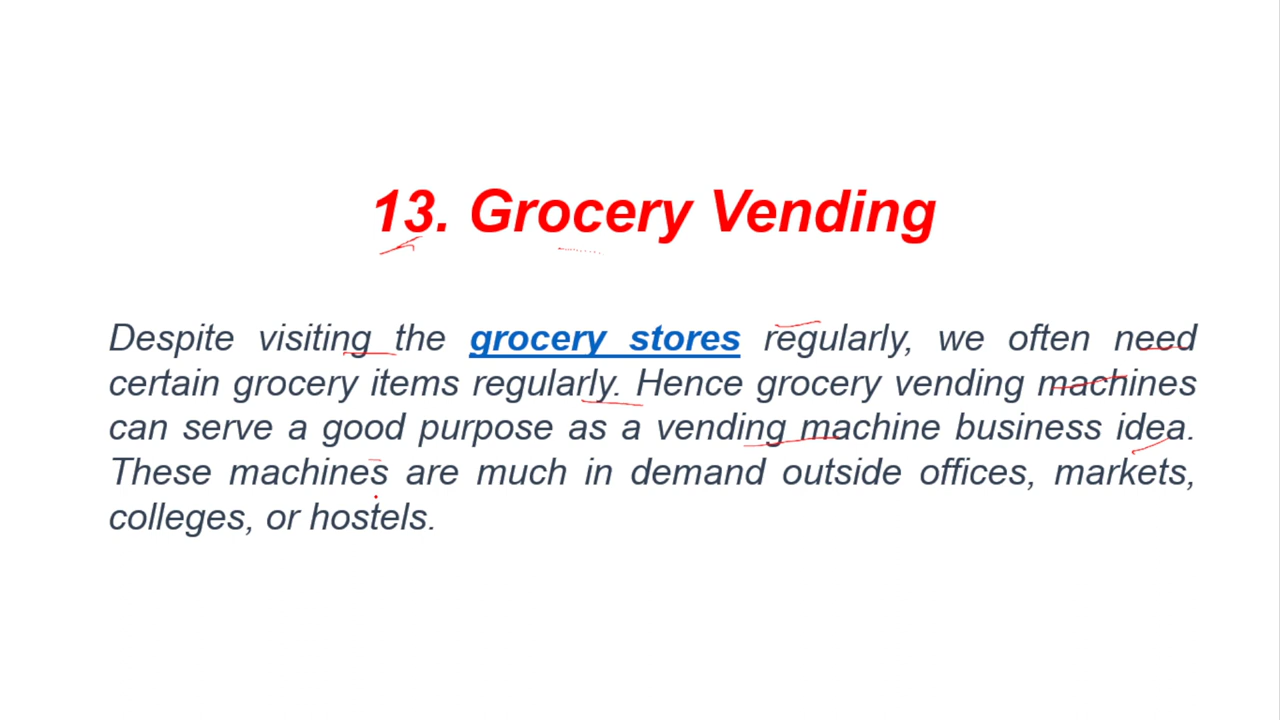 13. Grocery Vending
Despite visiting the grocery stores regularly, we often need
certain grocery items regularly. Hence grocery vending machines
can serve a good purpose as a vending machine business idea.
These machines are much in demand outside offices, markets,
colleges, or hostels.